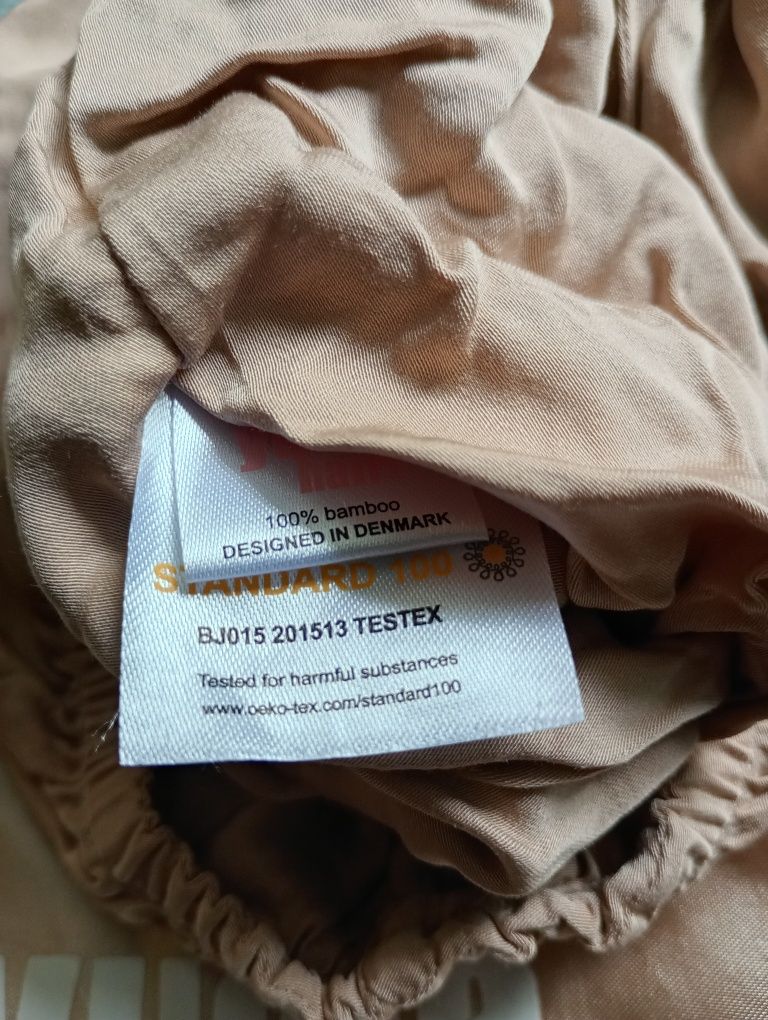 100% bamboo
DESIGNED IN DENMARK
STANDARD 100
BJ015 201513 TESTEX
Tested for harmful substances
www.oeko-tex.com/standard100